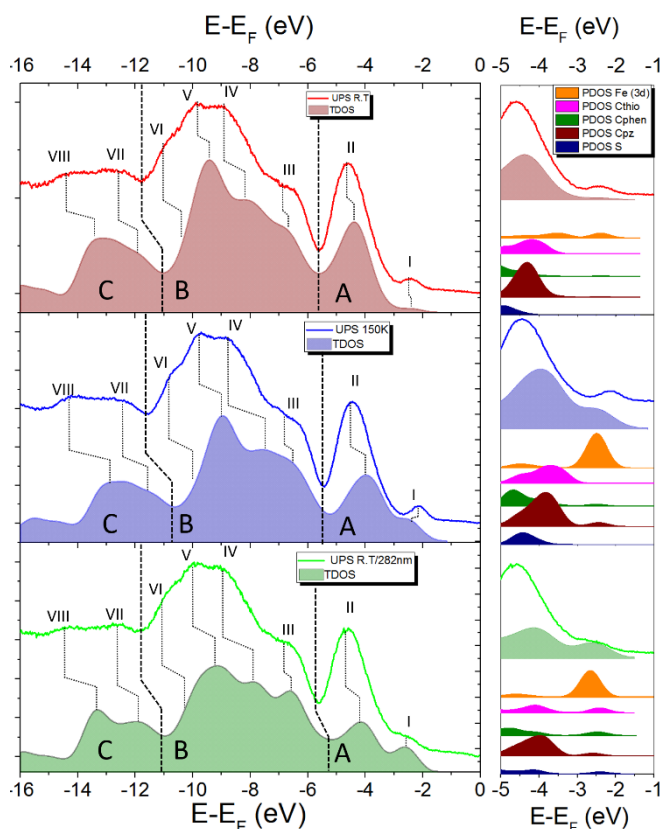 E-E_F (eV)
E-E_F (eV)
-16 -14 -12 -10 -8 -6 -4 -2 0
-5 -4 -3 -2 -1
UPS R.T
TDOS
VIII VII VI V IV III II I
C B A
PDOS Fe (3d)
PDOS Cthio
PDOS Cphen
PDOS Cpz
PDOS S
UPS 150K
TDOS
VIII VII VI V IV III II I
C B A
UPS R.T/282nm
TDOS
VIII VII VI V IV III II I
C B A
-16 -14 -12 -10 -8 -6 -4 -2 0
-5 -4 -3 -2 -1
E-E_F (eV)
E-E_F (eV)